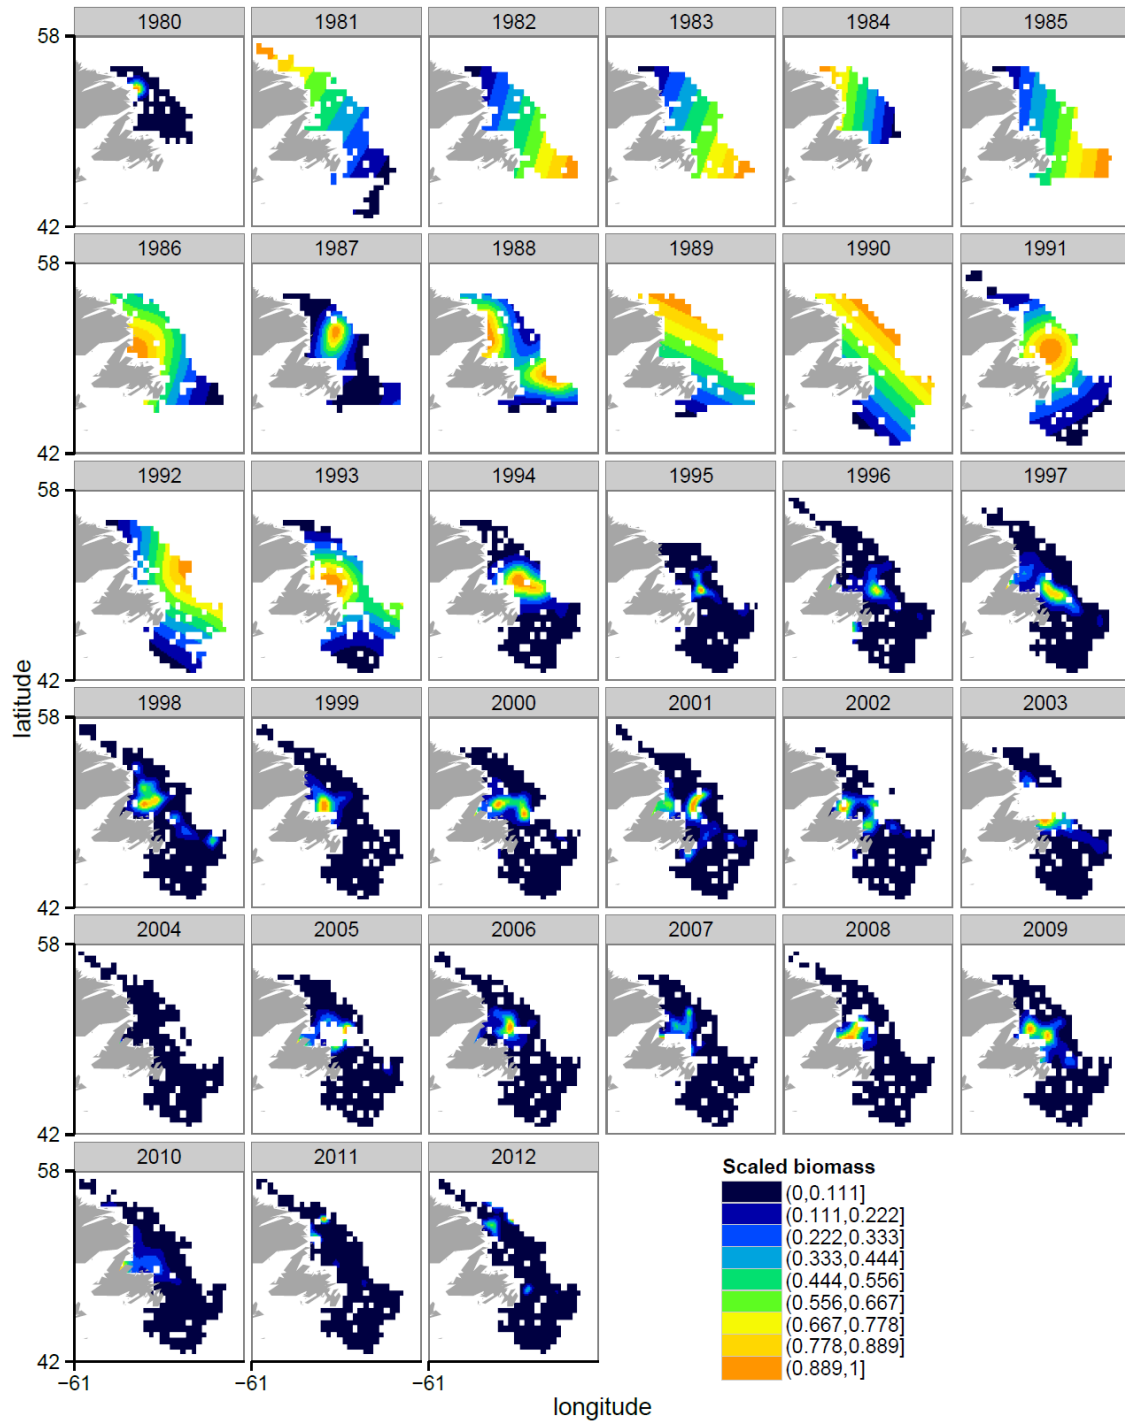 1980 1981 1982 1983 1984 1985
58
42
1986 1987 1988 1989 1990 1991
58
42
1992 1993 1994 1995 1996 1997
58
42
1998 1999 2000 2001 2002 2003
58
latitude
42
2004 2005 2006 2007 2008 2009
58
42
2010 2011 2012
58
Scaled biomass
(0,0.111]
(0.111,0.222]
(0.222,0.333]
(0.333,0.444]
(0.444,0.556]
(0.556,0.667]
(0.667,0.778]
(0.778,0.889]
(0.889,1]
42
−61 −61 −61
longitude